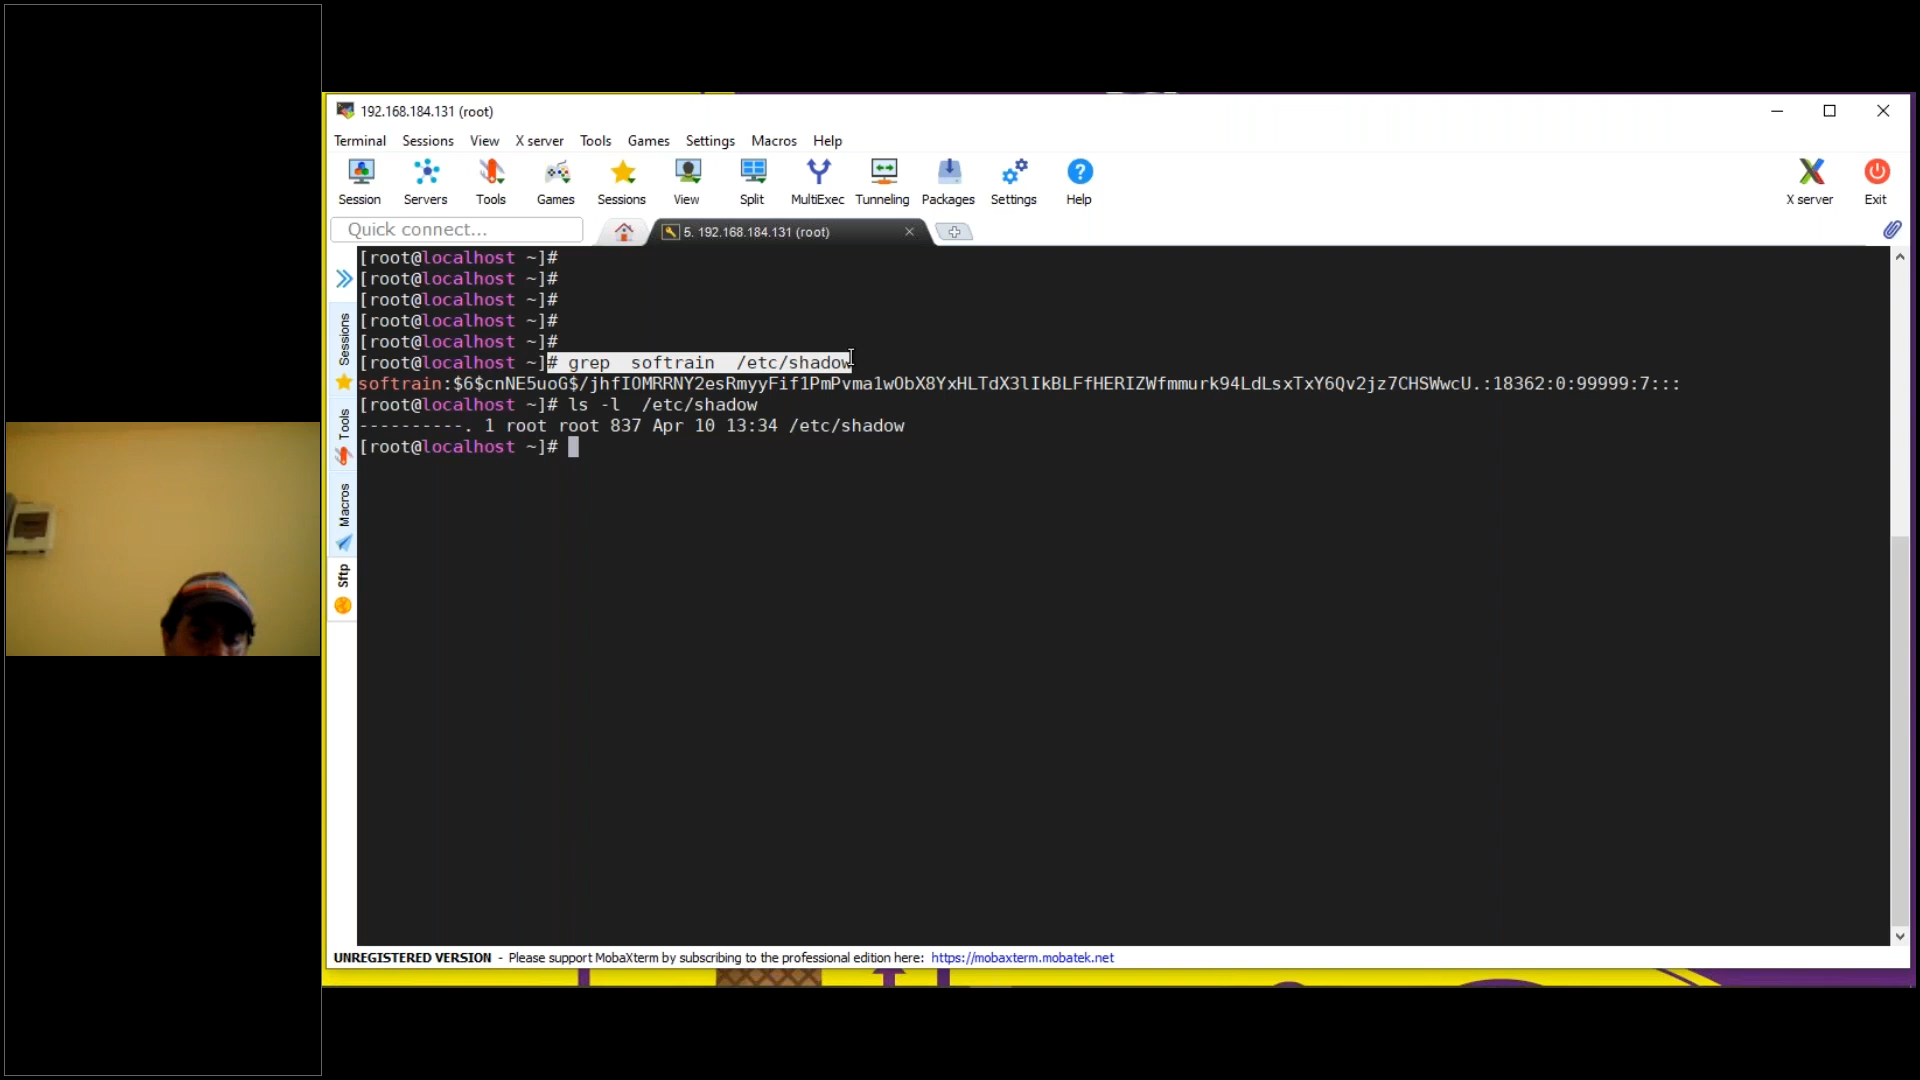 192.168.184.131 (root)
Terminal Sessions View X server Tools Games Settings Macros Help
Session Servers Tools Games Sessions View Split MultiExec Tunneling Packages Settings Help X server Exit
Quick connect... 5. 192.168.184.131 (root)
[root@localhost ~]#
[root@localhost ~]#
[root@localhost ~]#
[root@localhost ~]#
[root@localhost ~]#
[root@localhost ~]# grep  softrain  /etc/shadow
softrain:$6$cnNE5uoG$/jhfIOMRRNY2esRmyyFif1PmPvma1wObX8YxHLTdX3lIkBLFfHERIZWfmmurk94LdLsxTxY6Qv2jz7CHSWwcU.:18362:0:99999:7:::
[root@localhost ~]# ls -l  /etc/shadow
----------. 1 root root 837 Apr 10 13:34 /etc/shadow
[root@localhost ~]#
Sessions
Tools
Macros
Sftp
UNREGISTERED VERSION - Please support MobaXterm by subscribing to the professional edition here: https://mobaxterm.mobatek.net